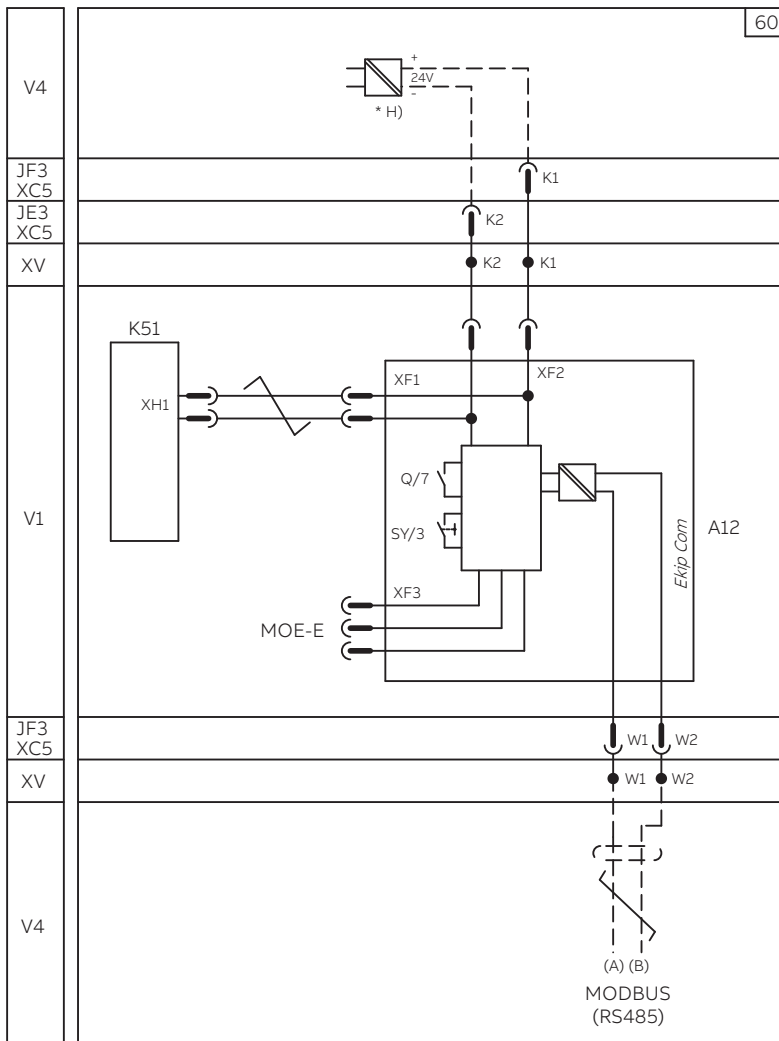 60
V4
+
24V
-
* H)
JF3
XC5
K1
JE3
XC5
K2
XV
K2
K1
K51
XF1
XF2
XH1
Q/7
V1
SY/3
Ekip Com
A12
XF3
MOE-E
JF3
XC5
W1
W2
XV
W1
W2
V4
(A) (B)
MODBUS
(RS485)